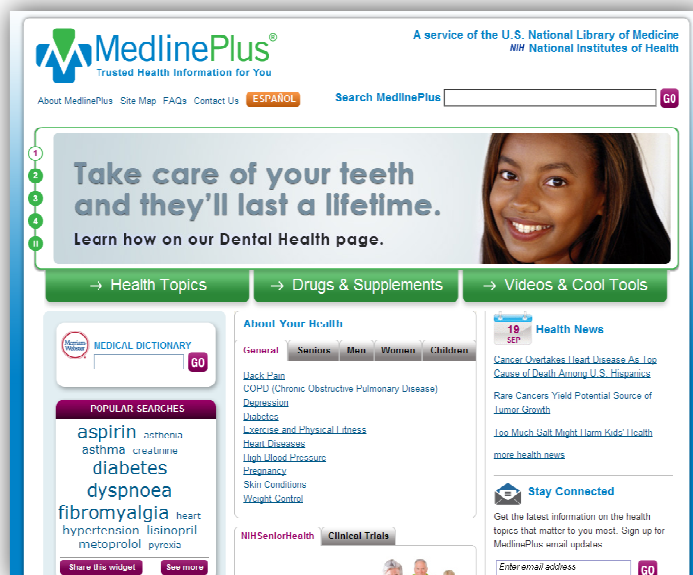 MedlinePlus®
Trusted Health Information for You
A service of the U.S. National Library of Medicine
NIH National Institutes of Health
About MedlinePlus Site Map FAQs Contact Us ESPAÑOL
Search MedlinePlus GO
1
2
3
4
II
Take care of your teeth
and they'll last a lifetime.
Learn how on our Dental Health page.
→ Health Topics
→ Drugs & Supplements
→ Videos & Cool Tools
Merriam-Webster
MEDICAL DICTIONARY
GO
POPULAR SEARCHES
aspirin asthenia
asthma creatinine
diabetes
dyspnoea
fibromyalgia heart
hypertension lisinopril
metoprolol pyrexia
Share this widget See more
About Your Health
General Seniors Men Women Children
Back Pain
COPD (Chronic Obstructive Pulmonary Disease)
Depression
Diabetes
Exercise and Physical Fitness
Heart Diseases
High Blood Pressure
Pregnancy
Skin Conditions
Weight Control
NIHSeniorHealth Clinical Trials
19
SEP
Health News
Cancer Overtakes Heart Disease As Top
Cause of Death Among U.S. Hispanics
Rare Cancers Yield Potential Source of
Tumor Growth
Too Much Salt Might Harm Kids' Health
more health news
Stay Connected
Get the latest information on the health
topics that matter to you most. Sign up for
MedlinePlus email updates.
Enter email address GO